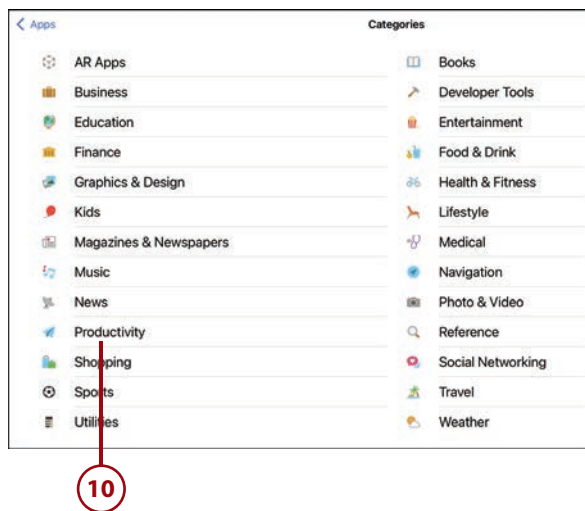 Apps
Categories
AR Apps
Business
Education
Finance
Graphics & Design
Kids
Magazines & Newspapers
Music
News
Productivity
Shopping
Sports
Utilities
Books
Developer Tools
Entertainment
Food & Drink
Health & Fitness
Lifestyle
Medical
Navigation
Photo & Video
Reference
Social Networking
Travel
Weather
10